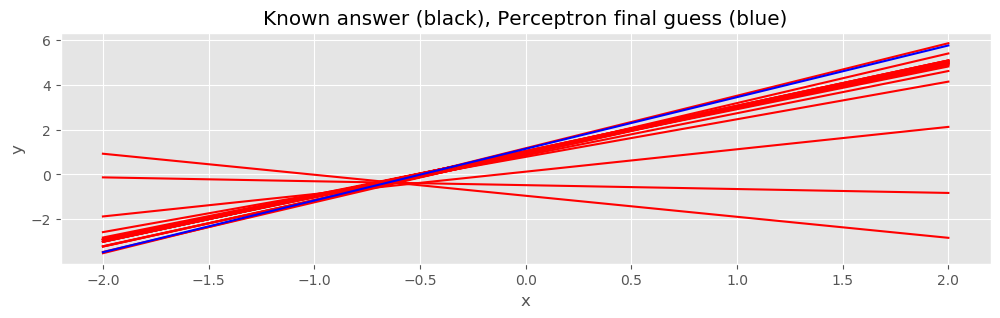 Known answer (black), Perceptron final guess (blue)
6
4
2
0
−2
y
−2.0 −1.5 −1.0 −0.5 0.0 0.5 1.0 1.5 2.0
x